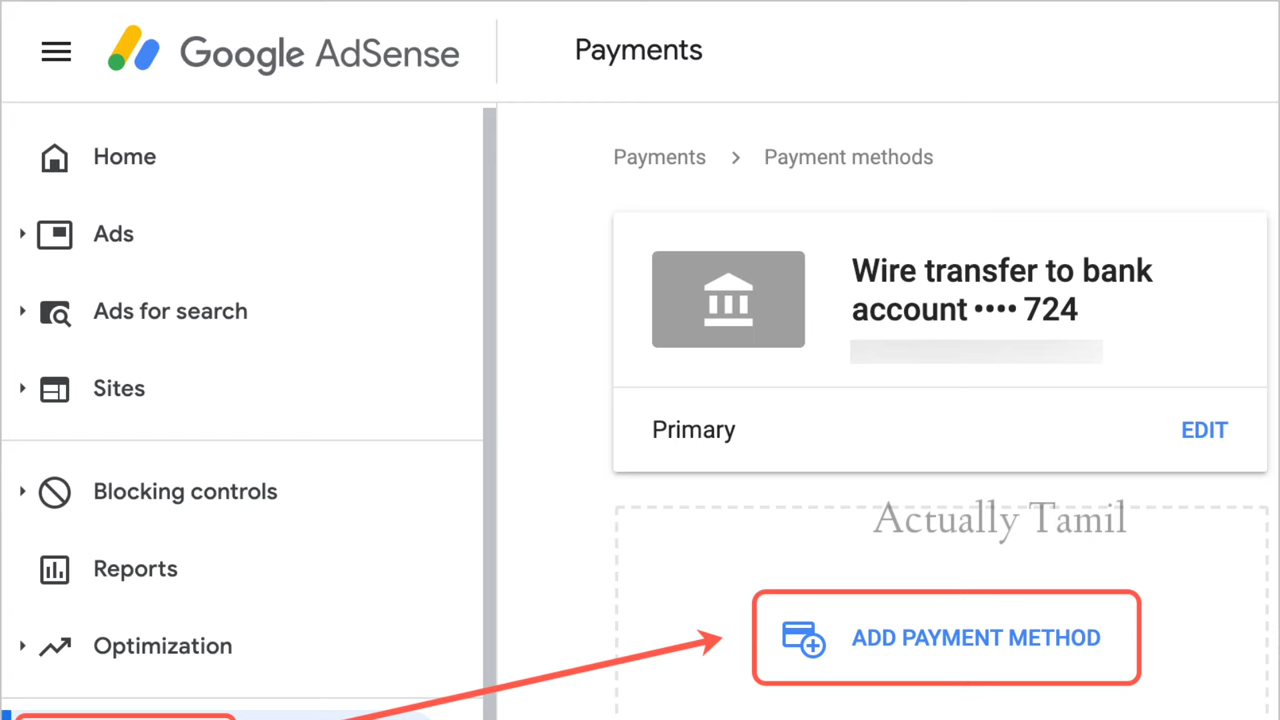 Google AdSense
Payments
Home
Ads
Ads for search
Sites
Blocking controls
Reports
Optimization
Payments > Payment methods
Wire transfer to bank
account •••• 724
Primary
EDIT
Actually Tamil
ADD PAYMENT METHOD